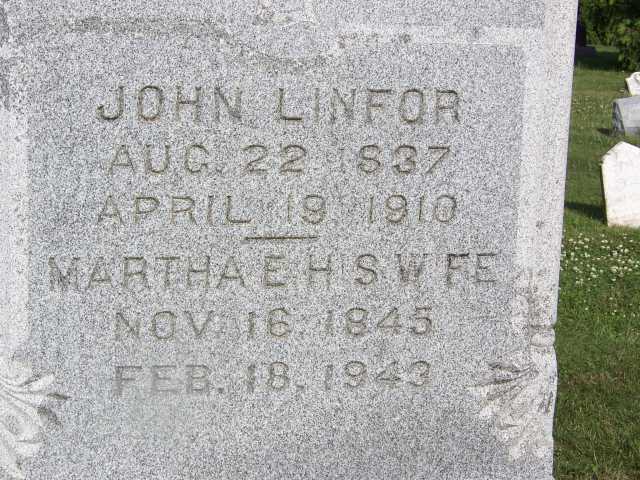 JOHN LINFOR
AUG. 22 1837
APRIL 19 1910
MARTHA E. HIS WIFE
NOV. 16. 1845
FEB. 18. 1943